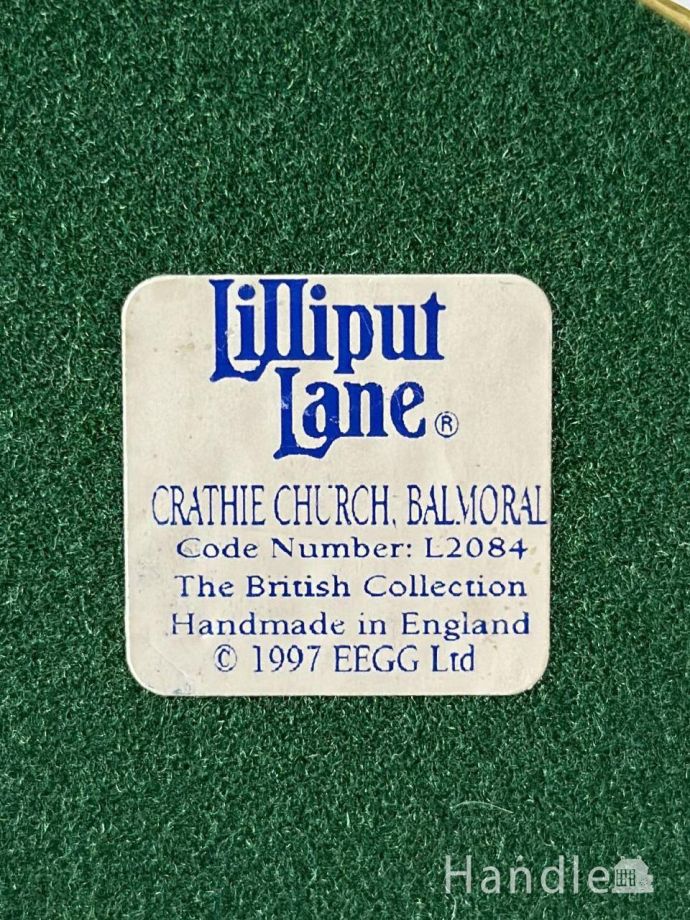 Lilliput
Lane®
CRATHIE CHURCH, BALMORAL
Code Number: L2084
The British Collection
Handmade in England
© 1997 EEGG Ltd
Handle